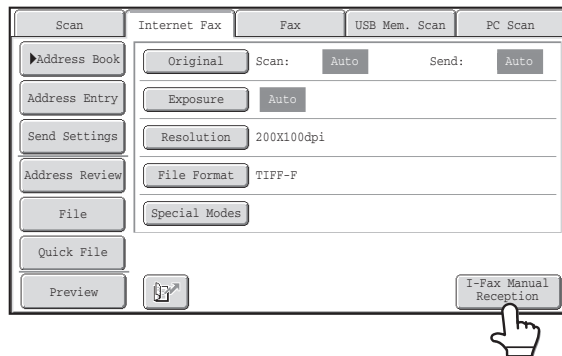 Scan Internet Fax Fax USB Mem. Scan PC Scan
Address Book Original Scan: Auto Send: Auto
Address Entry Exposure Auto
Send Settings Resolution 200X100dpi
Address Review File Format TIFF-F
File Special Modes
Quick File
Preview I-Fax Manual
Reception